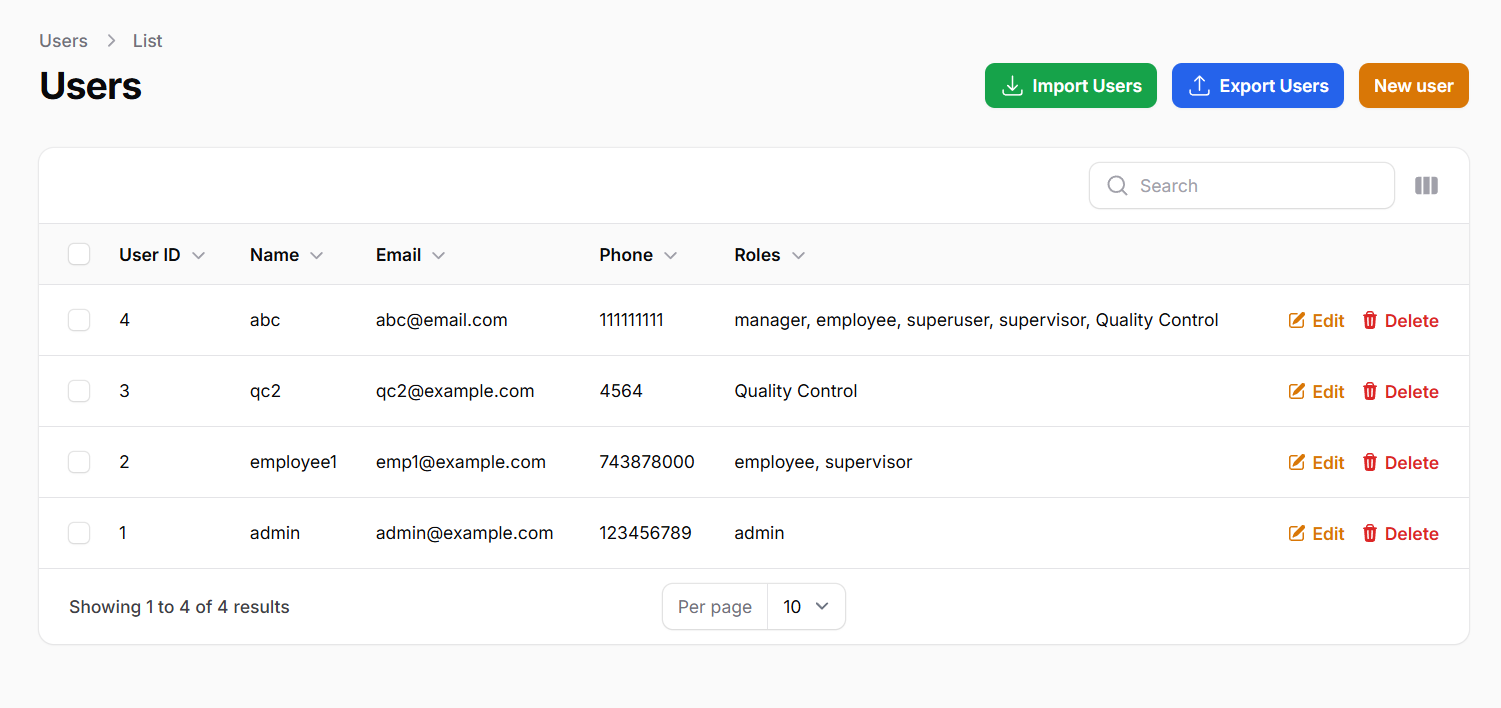 Users > List
Users
Import Users Export Users New user
Search
User ID Name Email Phone Roles
4 abc abc@email.com 111111111 manager, employee, superuser, supervisor, Quality Control Edit Delete
3 qc2 qc2@example.com 4564 Quality Control Edit Delete
2 employee1 emp1@example.com 743878000 employee, supervisor Edit Delete
1 admin admin@example.com 123456789 admin Edit Delete
Showing 1 to 4 of 4 results Per page 10